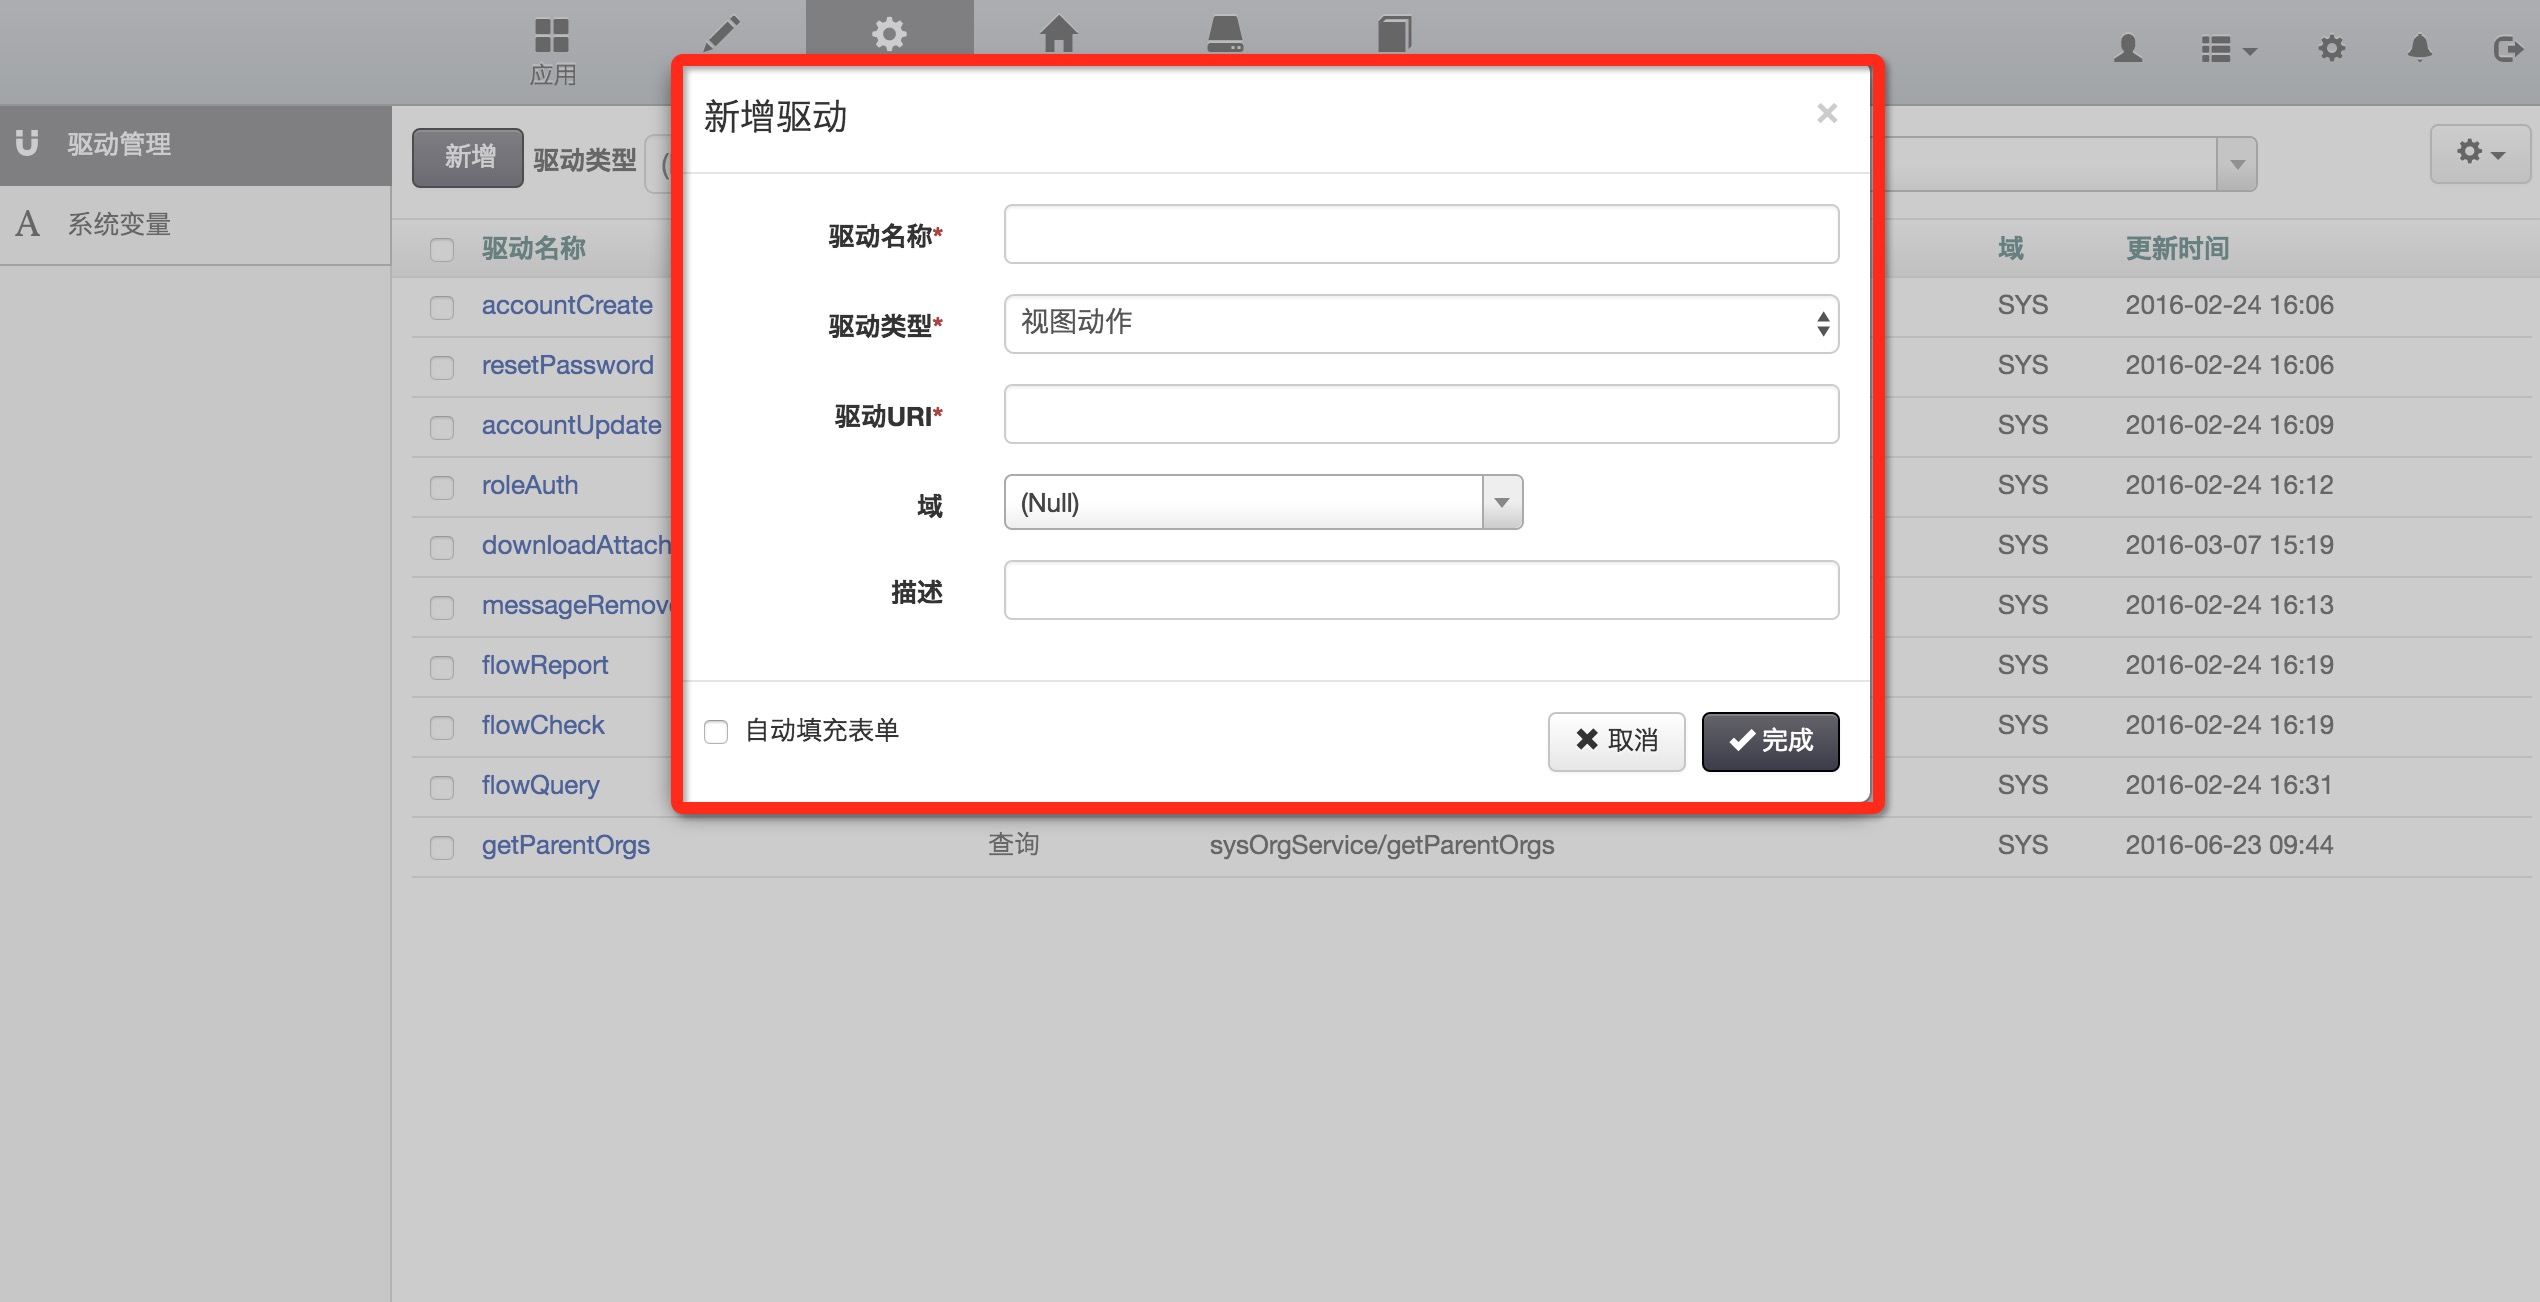 应用
驱动管理
系统变量
新增 驱动类型
新增驱动
×
驱动名称*
驱动类型* 视图动作
驱动URI*
域 (Null)
描述
自动填充表单 取消 完成
驱动名称 域 更新时间
accountCreate SYS 2016-02-24 16:06
resetPassword SYS 2016-02-24 16:06
accountUpdate SYS 2016-02-24 16:09
roleAuth SYS 2016-02-24 16:12
downloadAttach SYS 2016-03-07 15:19
messageRemov SYS 2016-02-24 16:13
flowReport SYS 2016-02-24 16:19
flowCheck SYS 2016-02-24 16:19
flowQuery SYS 2016-02-24 16:31
getParentOrgs 查询 sysOrgService/getParentOrgs SYS 2016-06-23 09:44